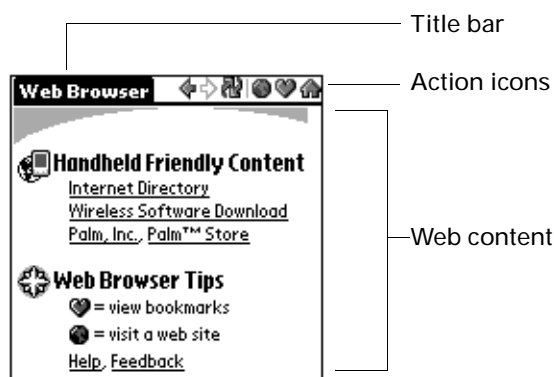 Title bar
Web Browser
Action icons
Handheld Friendly Content
Internet Directory
Wireless Software Download
Palm, Inc., Palm™ Store
Web content
Web Browser Tips
= view bookmarks
= visit a web site
Help, Feedback